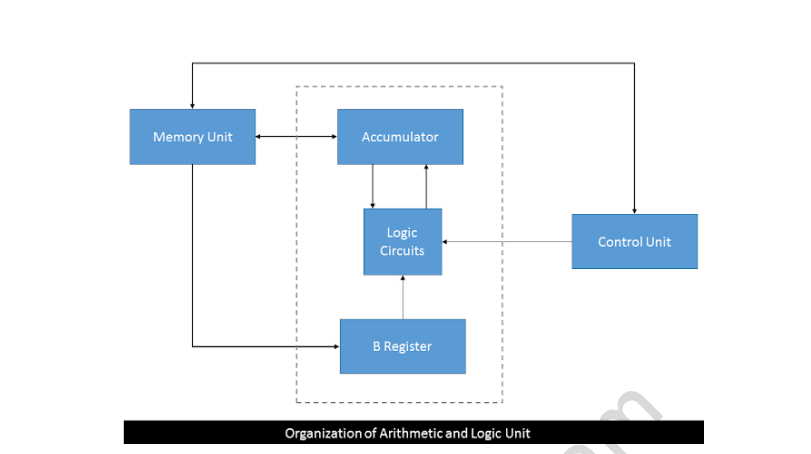 Memory Unit
Accumulator
Logic
Circuits
Control Unit
B Register
Organization of Arithmetic and Logic Unit